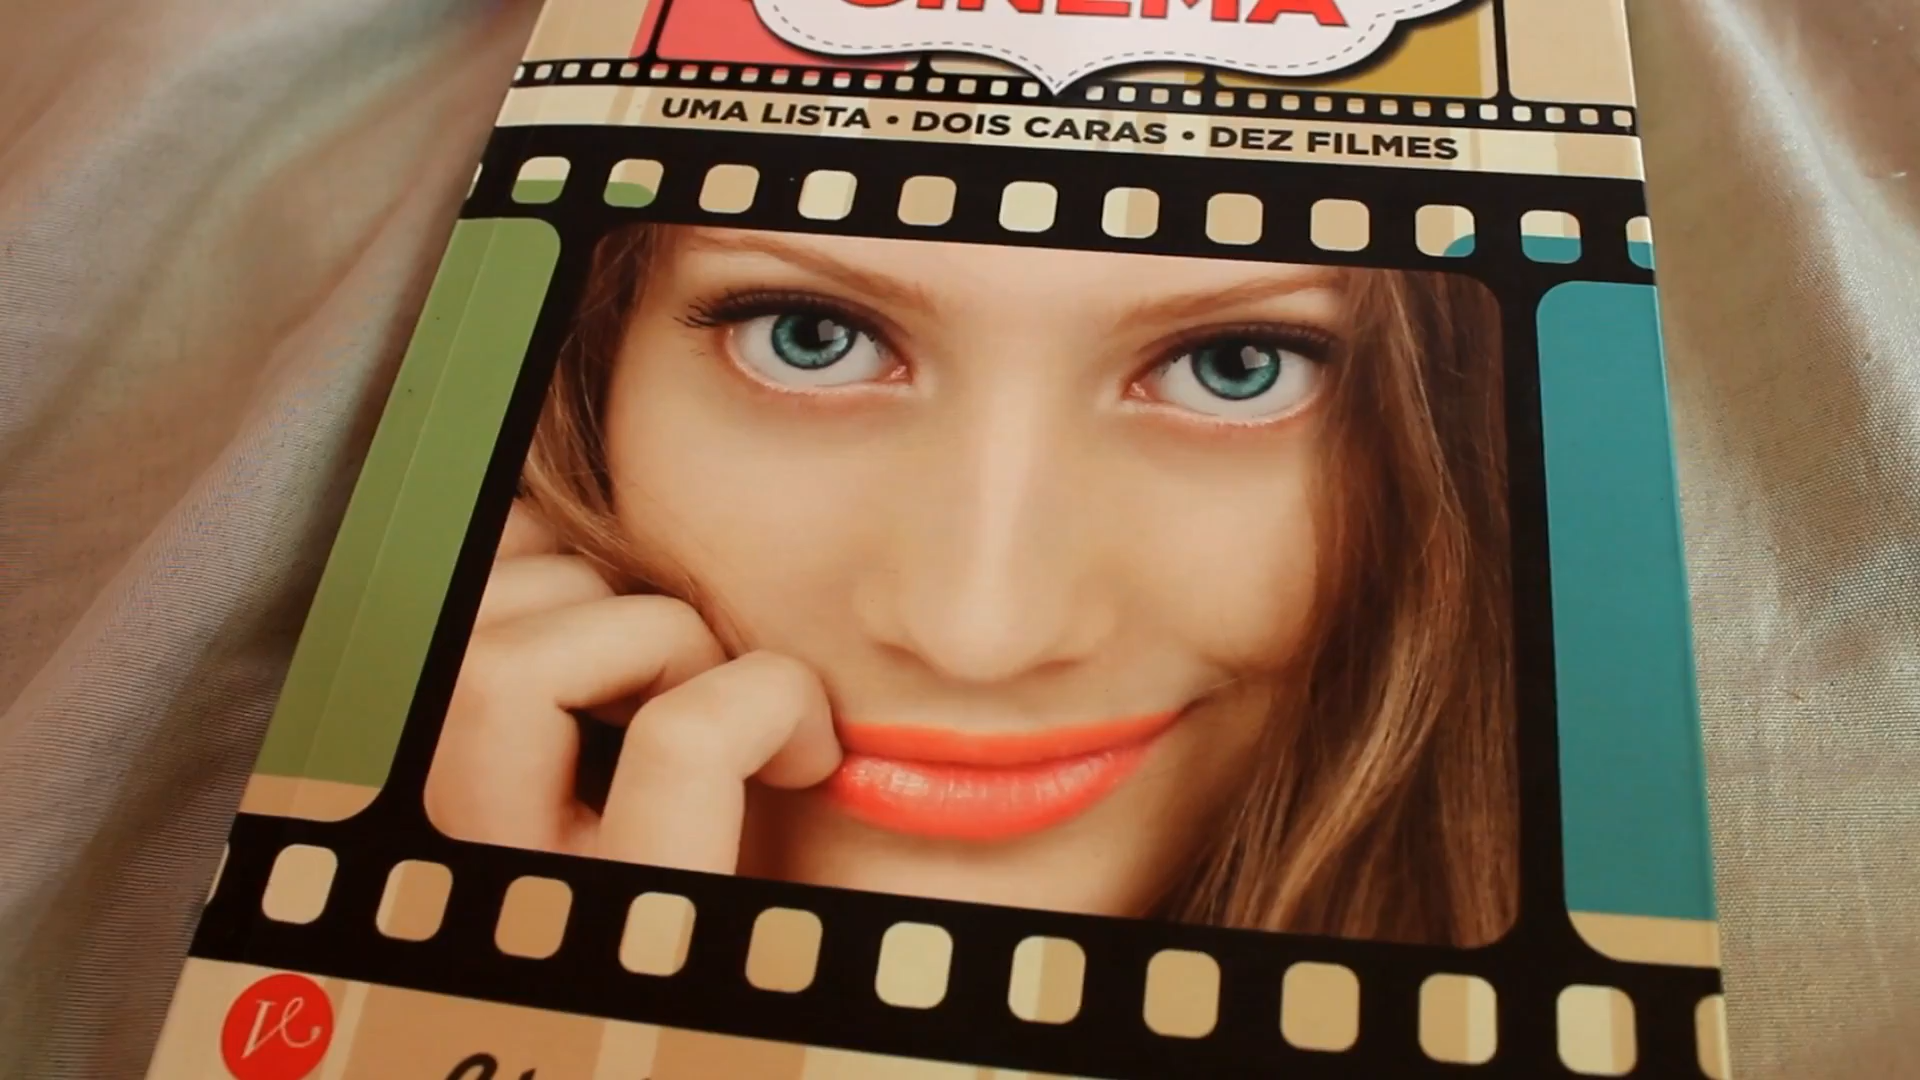 CINEMA
UMA LISTA • DOIS CARAS • DEZ FILMES